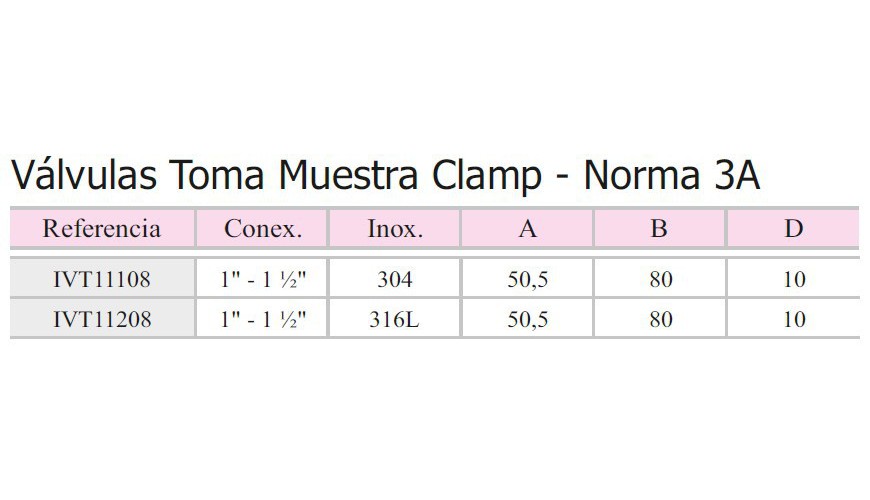 Válvulas Toma Muestra Clamp - Norma 3A
Referencia Conex. Inox. A B D
IVT11108 1" - 1 ½" 304 50,5 80 10
IVT11208 1" - 1 ½" 316L 50,5 80 10